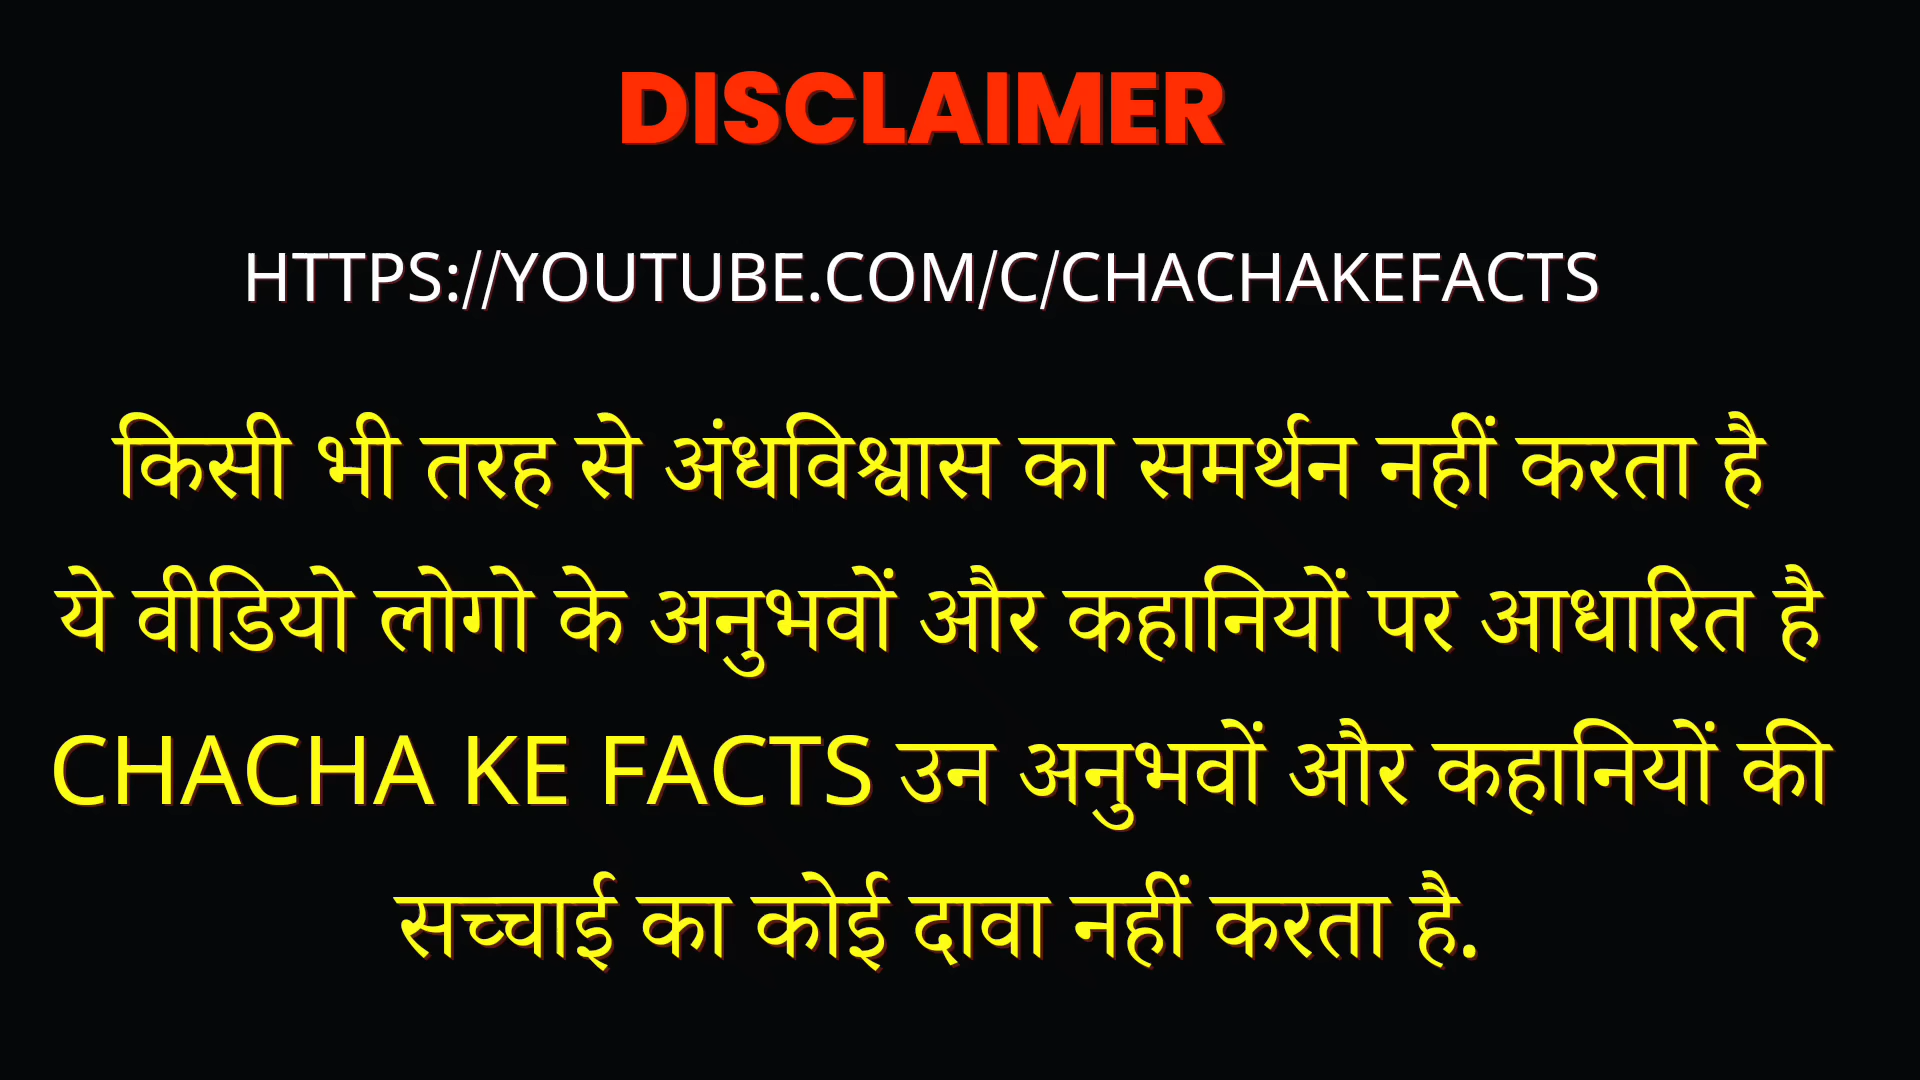 DISCLAIMER
HTTPS://YOUTUBE.COM/C/CHACHAKEFACTS
किसी भी तरह से अंधविश्वास का समर्थन नहीं करता है
ये वीडियो लोगो के अनुभवों और कहानियों पर आधारित है
CHACHA KE FACTS उन अनुभवों और कहानियों की
सच्चाई का कोई दावा नहीं करता है.